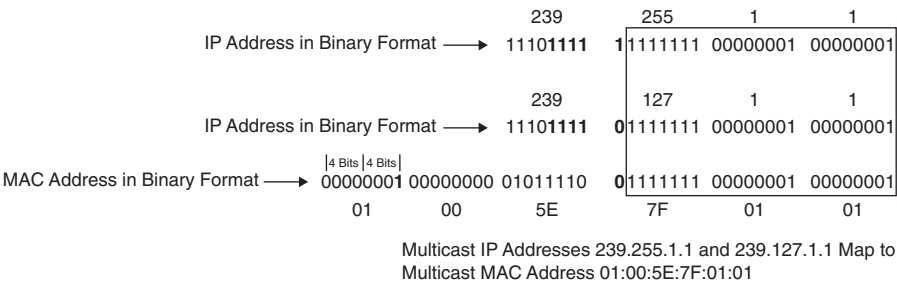 239 255 1 1
IP Address in Binary Format 11101111 11111111 00000001 00000001
239 127 1 1
IP Address in Binary Format 11101111 01111111 00000001 00000001
4 Bits 4 Bits
MAC Address in Binary Format 00000001 00000000 01011110 01111111 00000001 00000001
01 00 5E 7F 01 01
Multicast IP Addresses 239.255.1.1 and 239.127.1.1 Map to
Multicast MAC Address 01:00:5E:7F:01:01